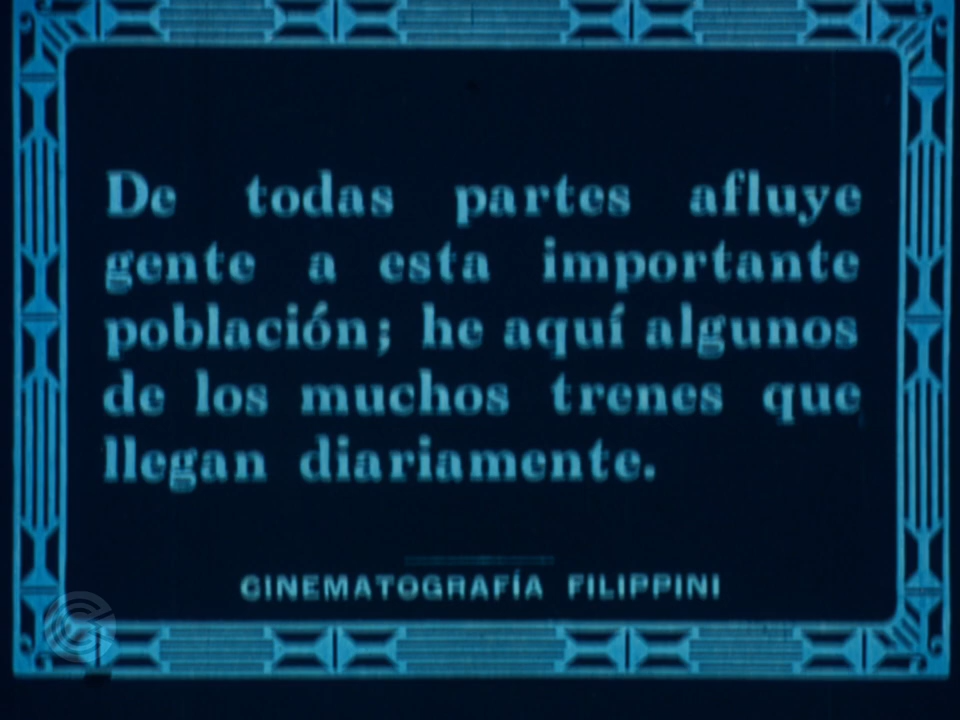 De todas partes afluye
gente a esta importante
población; he aquí algunos
de los muchos trenes que
llegan diariamente.
CINEMATOGRAFÍA FILIPPINI